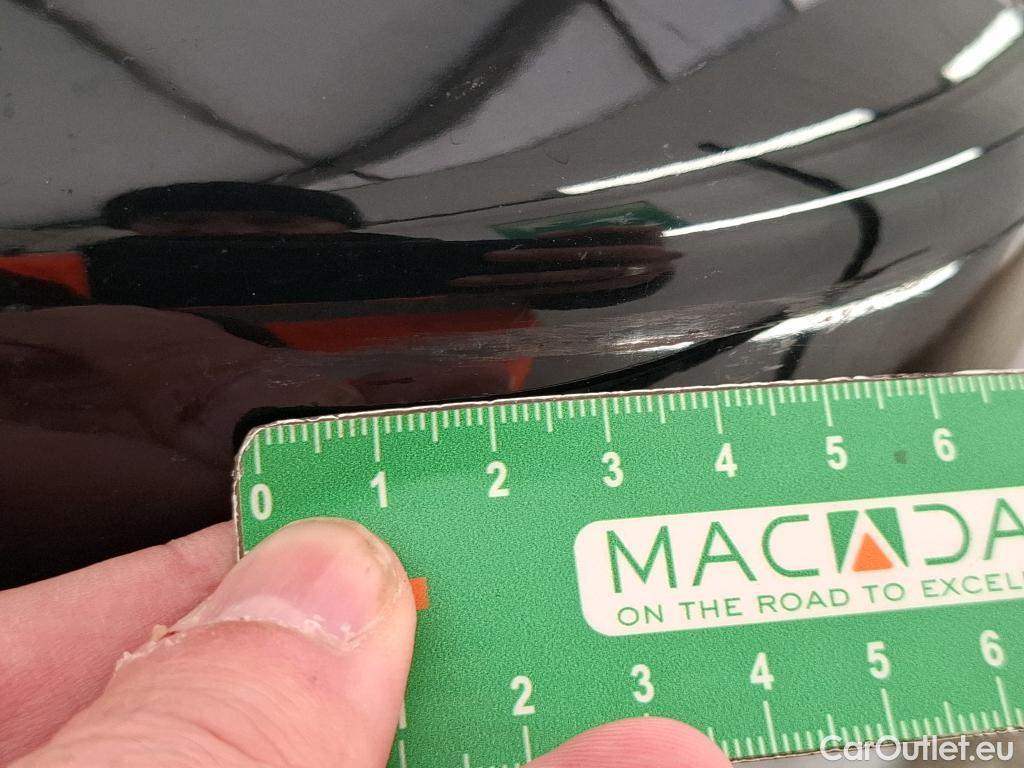 0 1 2 3 4 5 6
MACADA
ON THE ROAD TO EXCELL
2 3 4 5 6
CarOutlet.eu